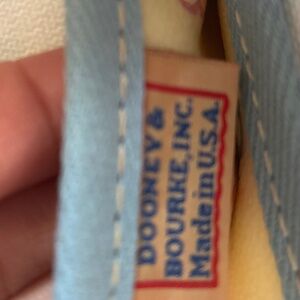 DOONEY &
BOURKE, INC.
Made in U.S.A.